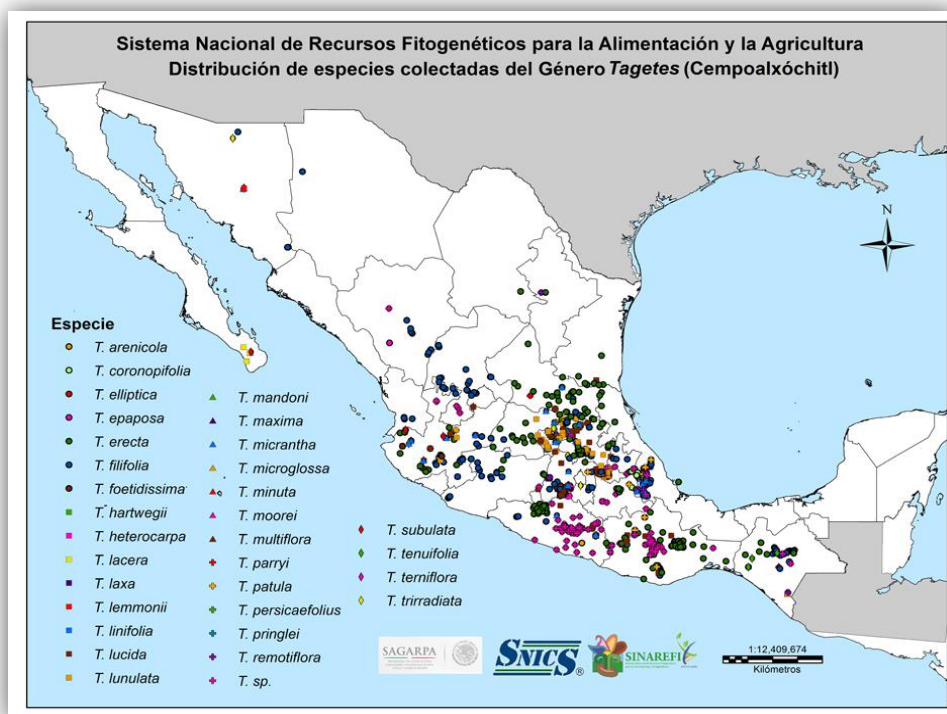 Sistema Nacional de Recursos Fitogenéticos para la Alimentación y la Agricultura
Distribución de especies colectadas del Género Tagetes (Cempoalxóchitl)
N
Especie
T. arenicola
T. coronopifolia
T. elliptica
T. epaposa
T. erecta
T. filifolia
T. foetidissima
T. hartwegii
T. heterocarpa
T. lacera
T. laxa
T. lemmonii
T. linifolia
T. lucida
T. lunulata
T. mandoni
T. maxima
T. micrantha
T. microglossa
T. minuta
T. moorei
T. multiflora
T. parryi
T. patula
T. persicaefolius
T. pringlei
T. remotiflora
T. sp.
T. subulata
T. tenuifolia
T. terniflora
T. trirradiata
SAGARPA
SNICS®
SINAREFI
1:12,409,674
Kilómetros